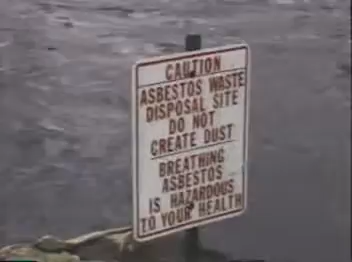 CAUTION
ASBESTOS WASTE
DISPOSAL SITE
DO NOT
CREATE DUST
BREATHING
ASBESTOS
IS HAZARDOUS
TO YOUR HEALTH